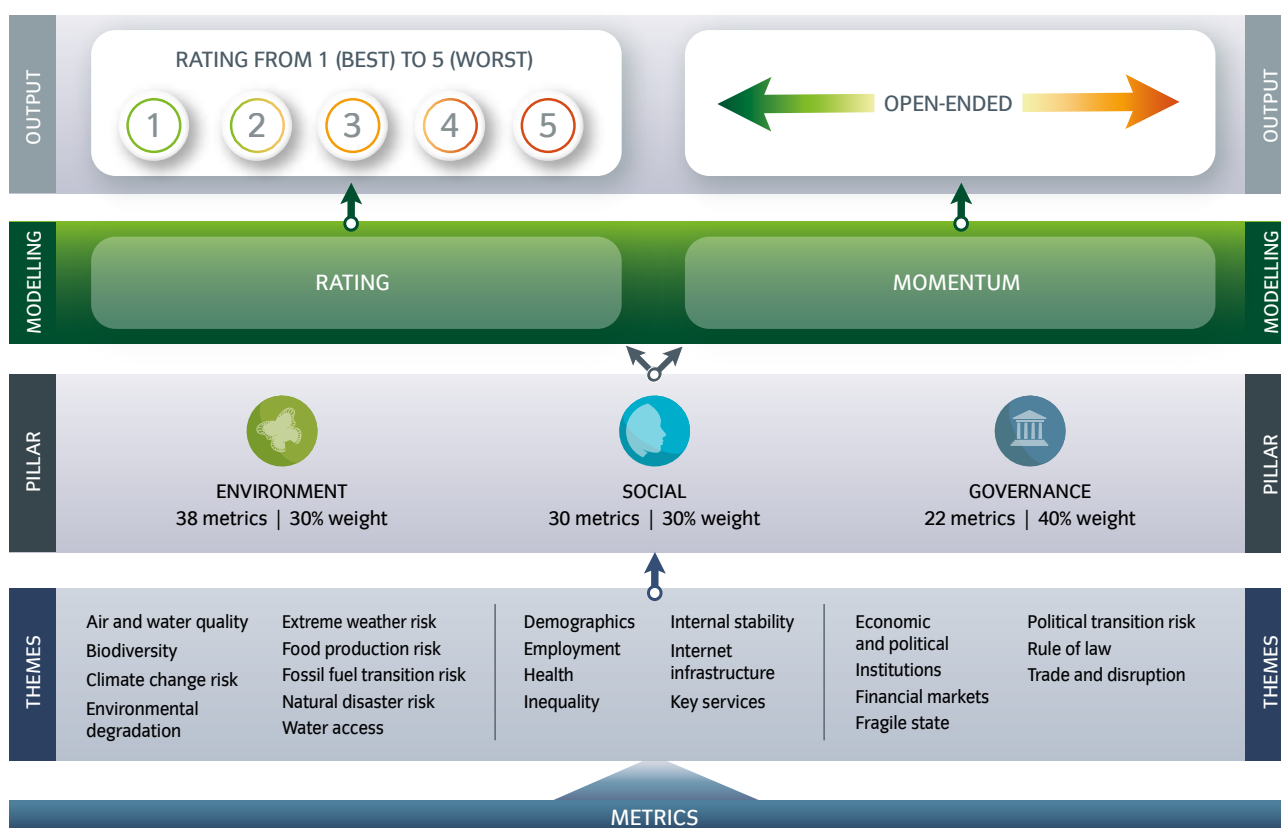 OUTPUT
RATING FROM 1 (BEST) TO 5 (WORST)
1 2 3 4 5
OPEN-ENDED
OUTPUT
MODELLING
RATING
MOMENTUM
MODELLING
PILLAR
ENVIRONMENT
38 metrics | 30% weight
SOCIAL
30 metrics | 30% weight
GOVERNANCE
22 metrics | 40% weight
PILLAR
THEMES
Air and water quality
Biodiversity
Climate change risk
Environmental
degradation
Extreme weather risk
Food production risk
Fossil fuel transition risk
Natural disaster risk
Water access
Demographics
Employment
Health
Inequality
Internal stability
Internet
infrastructure
Key services
Economic
and political
Institutions
Financial markets
Fragile state
Political transition risk
Rule of law
Trade and disruption
THEMES
METRICS